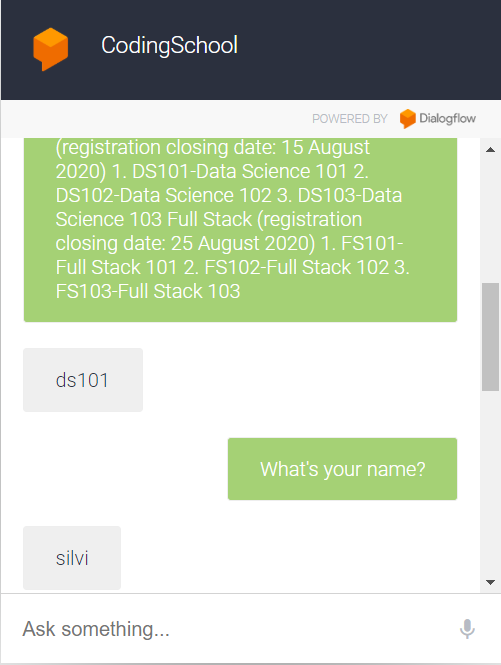 CodingSchool
POWERED BY Dialogflow
(registration closing date: 15 August
2020) 1. DS101-Data Science 101 2.
DS102-Data Science 102 3. DS103-Data
Science 103 Full Stack (registration
closing date: 25 August 2020) 1. FS101-
Full Stack 101 2. FS102-Full Stack 102 3.
FS103-Full Stack 103
ds101
What's your name?
silvi
Ask something...